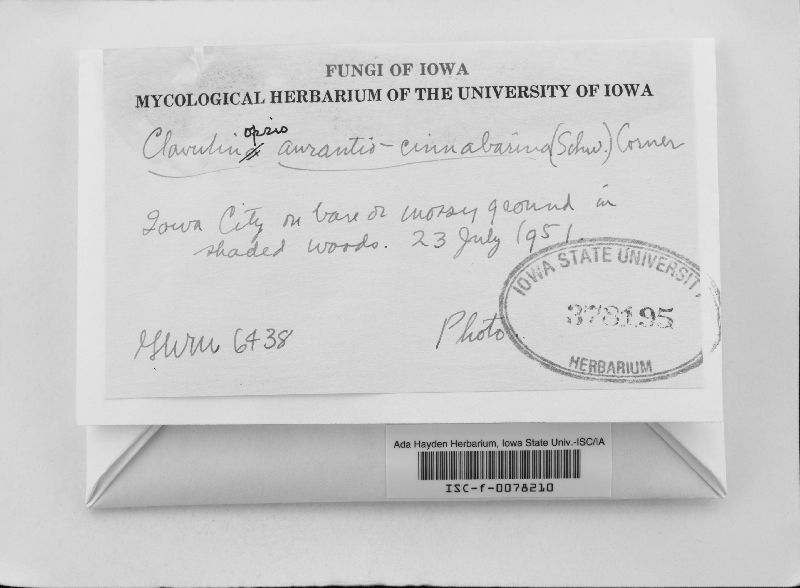 FUNGI OF IOWA
MYCOLOGICAL HERBARIUM OF THE UNIVERSITY OF IOWA
Clavulinopsis aurantio-cinnabarina (Schw.) Corner
Iowa City on bare or mossy ground in
shaded woods. 23 July 1951
GWM 6438
Photo.
IOWA STATE UNIVERSITY
378195
HERBARIUM
Ada Hayden Herbarium, Iowa State Univ.-ISC/IA
ISC-f-0078210